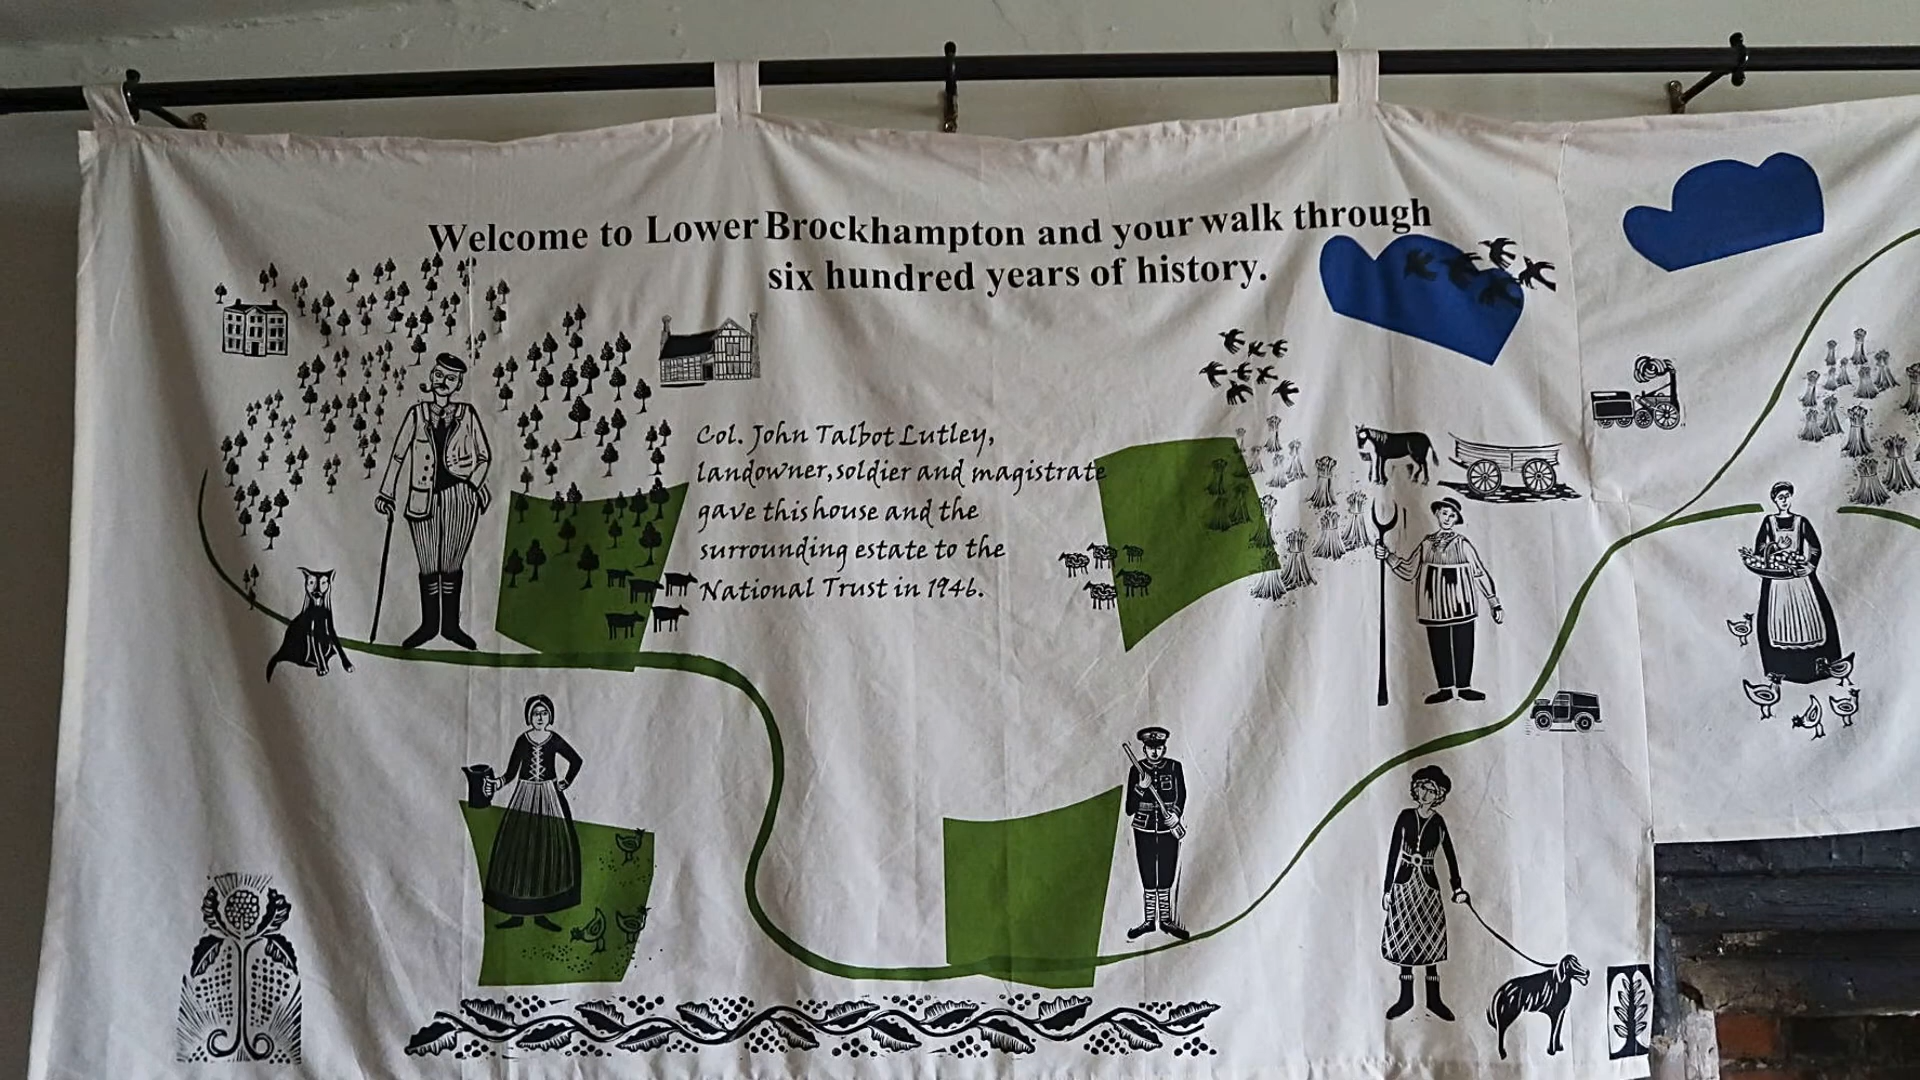 Welcome to Lower Brockhampton and your walk through
six hundred years of history.
Col. John Talbot Lutley,
landowner, soldier and magistrate
gave this house and the
surrounding estate to the
National Trust in 1946.